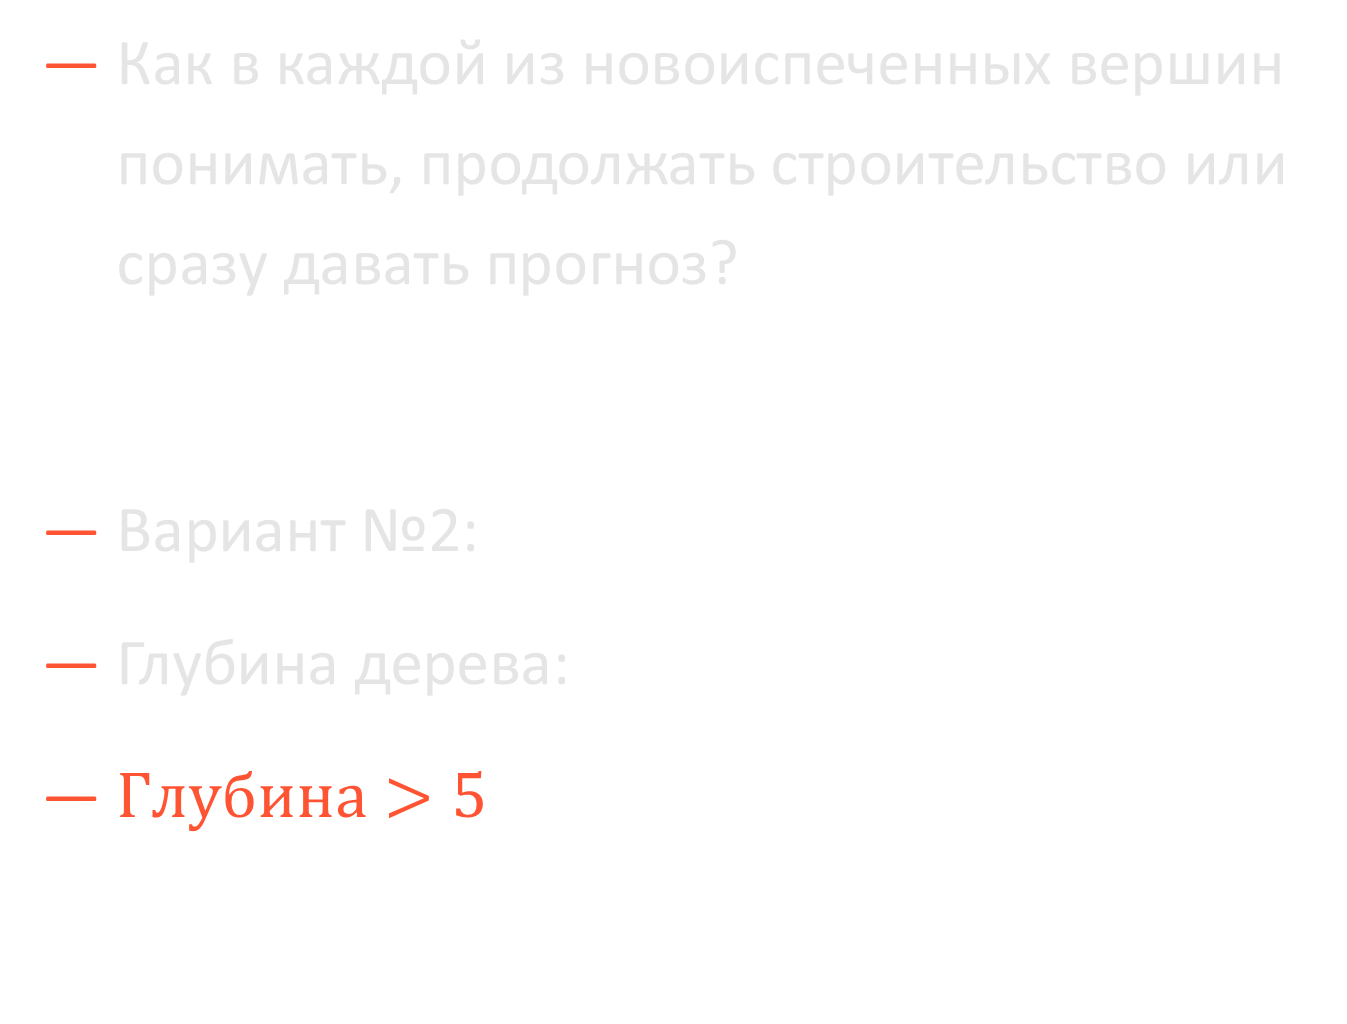 — Как в каждой из новоиспеченных вершин
понимать, продолжать строительство или
сразу давать прогноз?
— Вариант №2:
— Глубина дерева:
— Глубина > 5